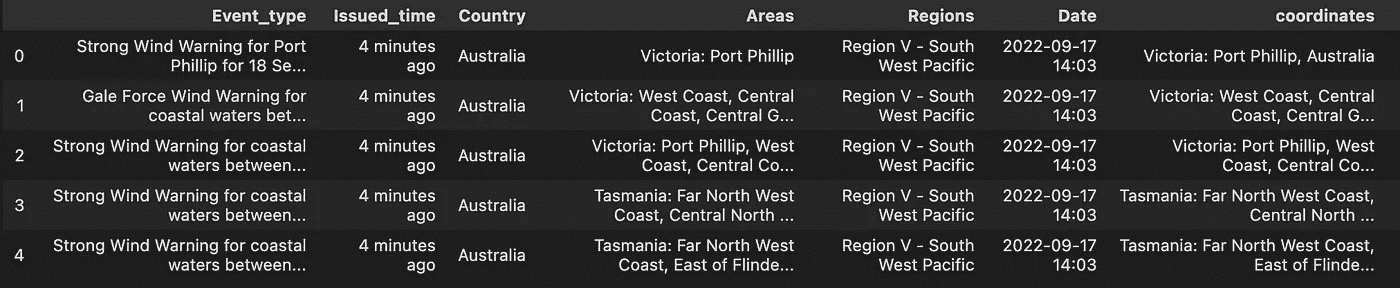 Event_type Issued_time Country Areas Regions Date coordinates
0 Strong Wind Warning for Port Phillip for 18 Se... 4 minutes ago Australia Victoria: Port Phillip Region V - South West Pacific 2022-09-17 14:03 Victoria: Port Phillip, Australia
1 Gale Force Wind Warning for coastal waters bet... 4 minutes ago Australia Victoria: West Coast, Central Coast, Central G... Region V - South West Pacific 2022-09-17 14:03 Victoria: West Coast, Central Coast, Central G...
2 Strong Wind Warning for coastal waters between... 4 minutes ago Australia Victoria: Port Phillip, West Coast, Central Co... Region V - South West Pacific 2022-09-17 14:03 Victoria: Port Phillip, West Coast, Central Co...
3 Strong Wind Warning for coastal waters between... 4 minutes ago Australia Tasmania: Far North West Coast, Central North ... Region V - South West Pacific 2022-09-17 14:03 Tasmania: Far North West Coast, Central North ...
4 Strong Wind Warning for coastal waters between... 4 minutes ago Australia Tasmania: Far North West Coast, East of Flinde... Region V - South West Pacific 2022-09-17 14:03 Tasmania: Far North West Coast, East of Flinde...